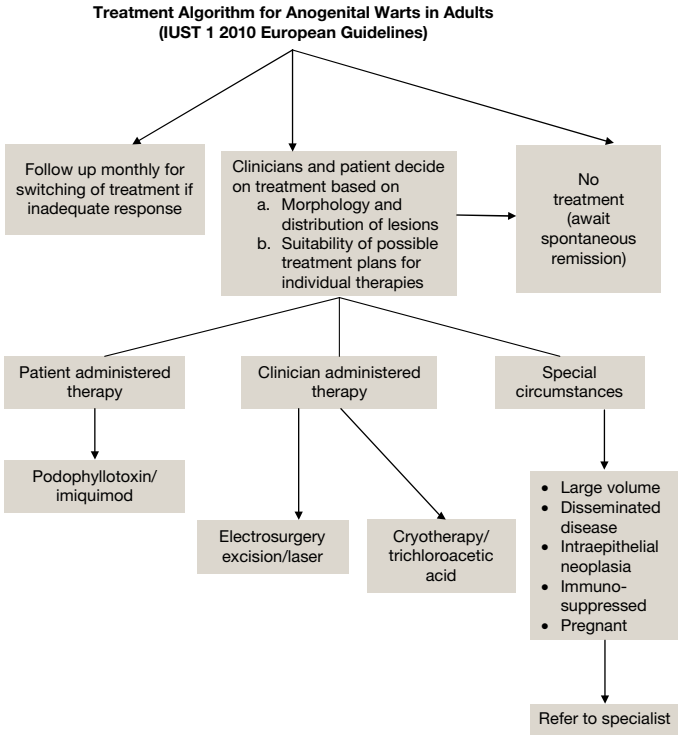 Treatment Algorithm for Anogenital Warts in Adults
(IUST 1 2010 European Guidelines)
Follow up monthly for
switching of treatment if
inadequate response
Clinicians and patient decide
on treatment based on
a. Morphology and
distribution of lesions
b. Suitability of possible
treatment plans for
individual therapies
No
treatment
(await
spontaneous
remission)
Patient administered
therapy
Clinician administered
therapy
Special
circumstances
Podophyllotoxin/
imiquimod
Electrosurgery
excision/laser
Cryotherapy/
trichloroacetic
acid
• Large volume
• Disseminated
disease
• Intraepithelial
neoplasia
• Immuno-
suppressed
• Pregnant
Refer to specialist